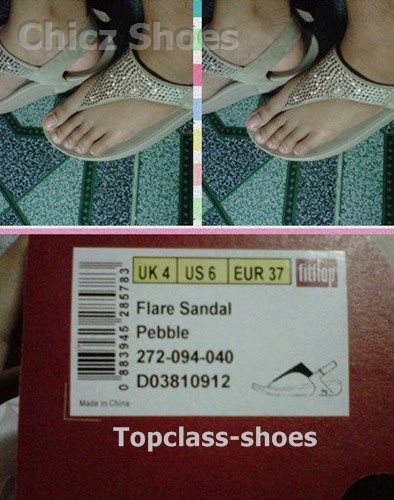 Chicz Shoes
UK 4 US 6 EUR 37 fitflop
Flare Sandal
Pebble
272-094-040
D03810912
0 883945 285783
Made in China
Topclass-shoes